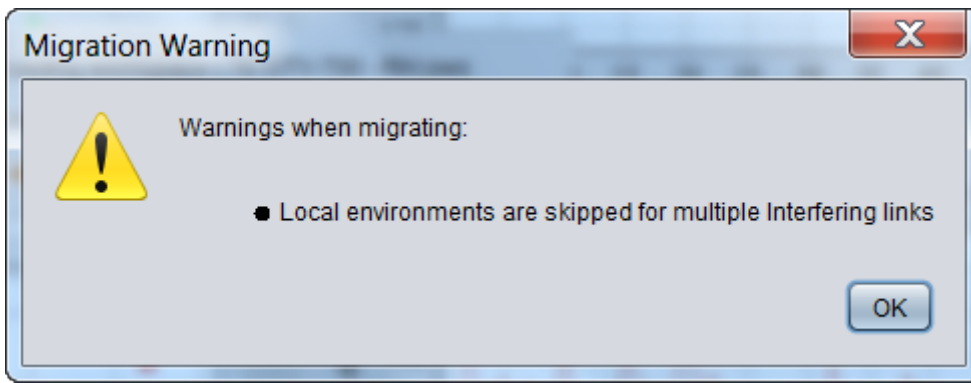 Migration Warning
Warnings when migrating:
Local environments are skipped for multiple Interfering links
OK